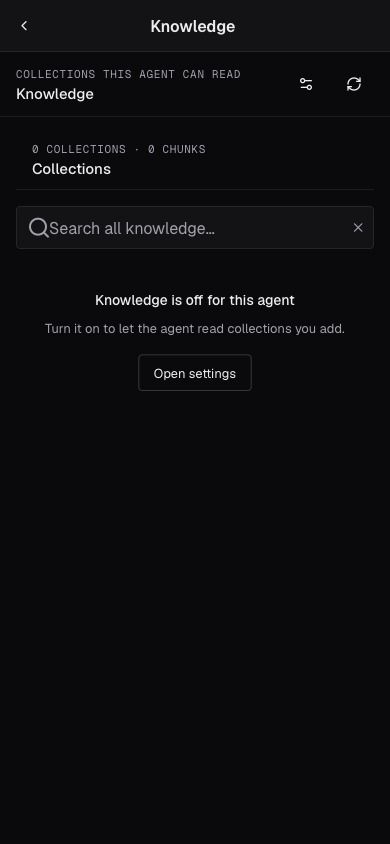 Knowledge
COLLECTIONS THIS AGENT CAN READ
Knowledge
0 COLLECTIONS · 0 CHUNKS
Collections
Search all knowledge…
Knowledge is off for this agent
Turn it on to let the agent read collections you add.
Open settings